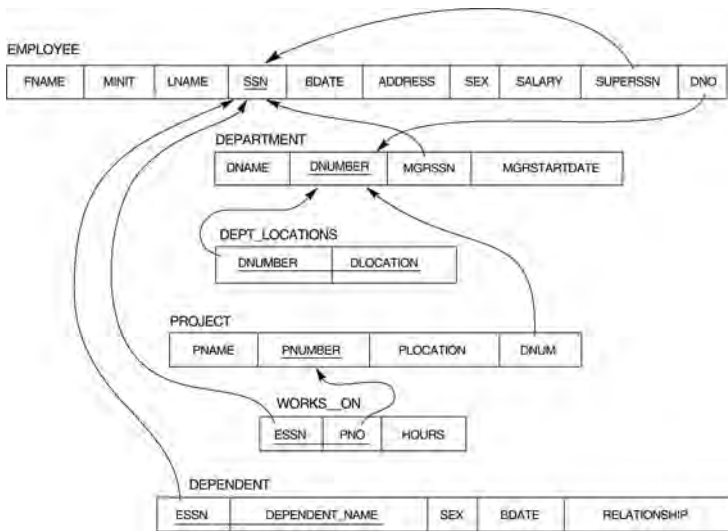 EMPLOYEE
FNAME MINIT LNAME SSN BDATE ADDRESS SEX SALARY SUPERSSN DNO
DEPARTMENT
DNAME DNUMBER MGRSSN MGRSTARTDATE
DEPT_LOCATIONS
DNUMBER DLOCATION
PROJECT
PNAME PNUMBER PLOCATION DNUM
WORKS_ON
ESSN PNO HOURS
DEPENDENT
ESSN DEPENDENT_NAME SEX BDATE RELATIONSHIP